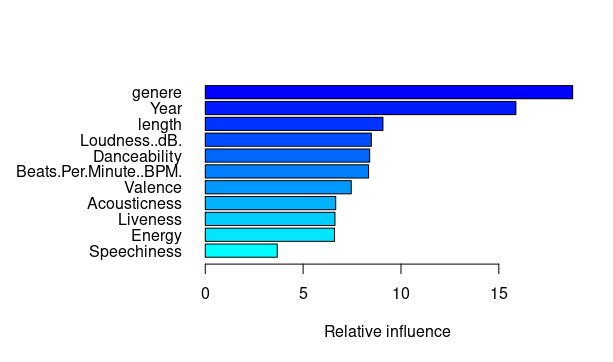 genere
Year
length
Loudness..dB.
Danceability
Beats.Per.Minute..BPM.
Valence
Acousticness
Liveness
Energy
Speechiness
0 5 10 15
Relative influence